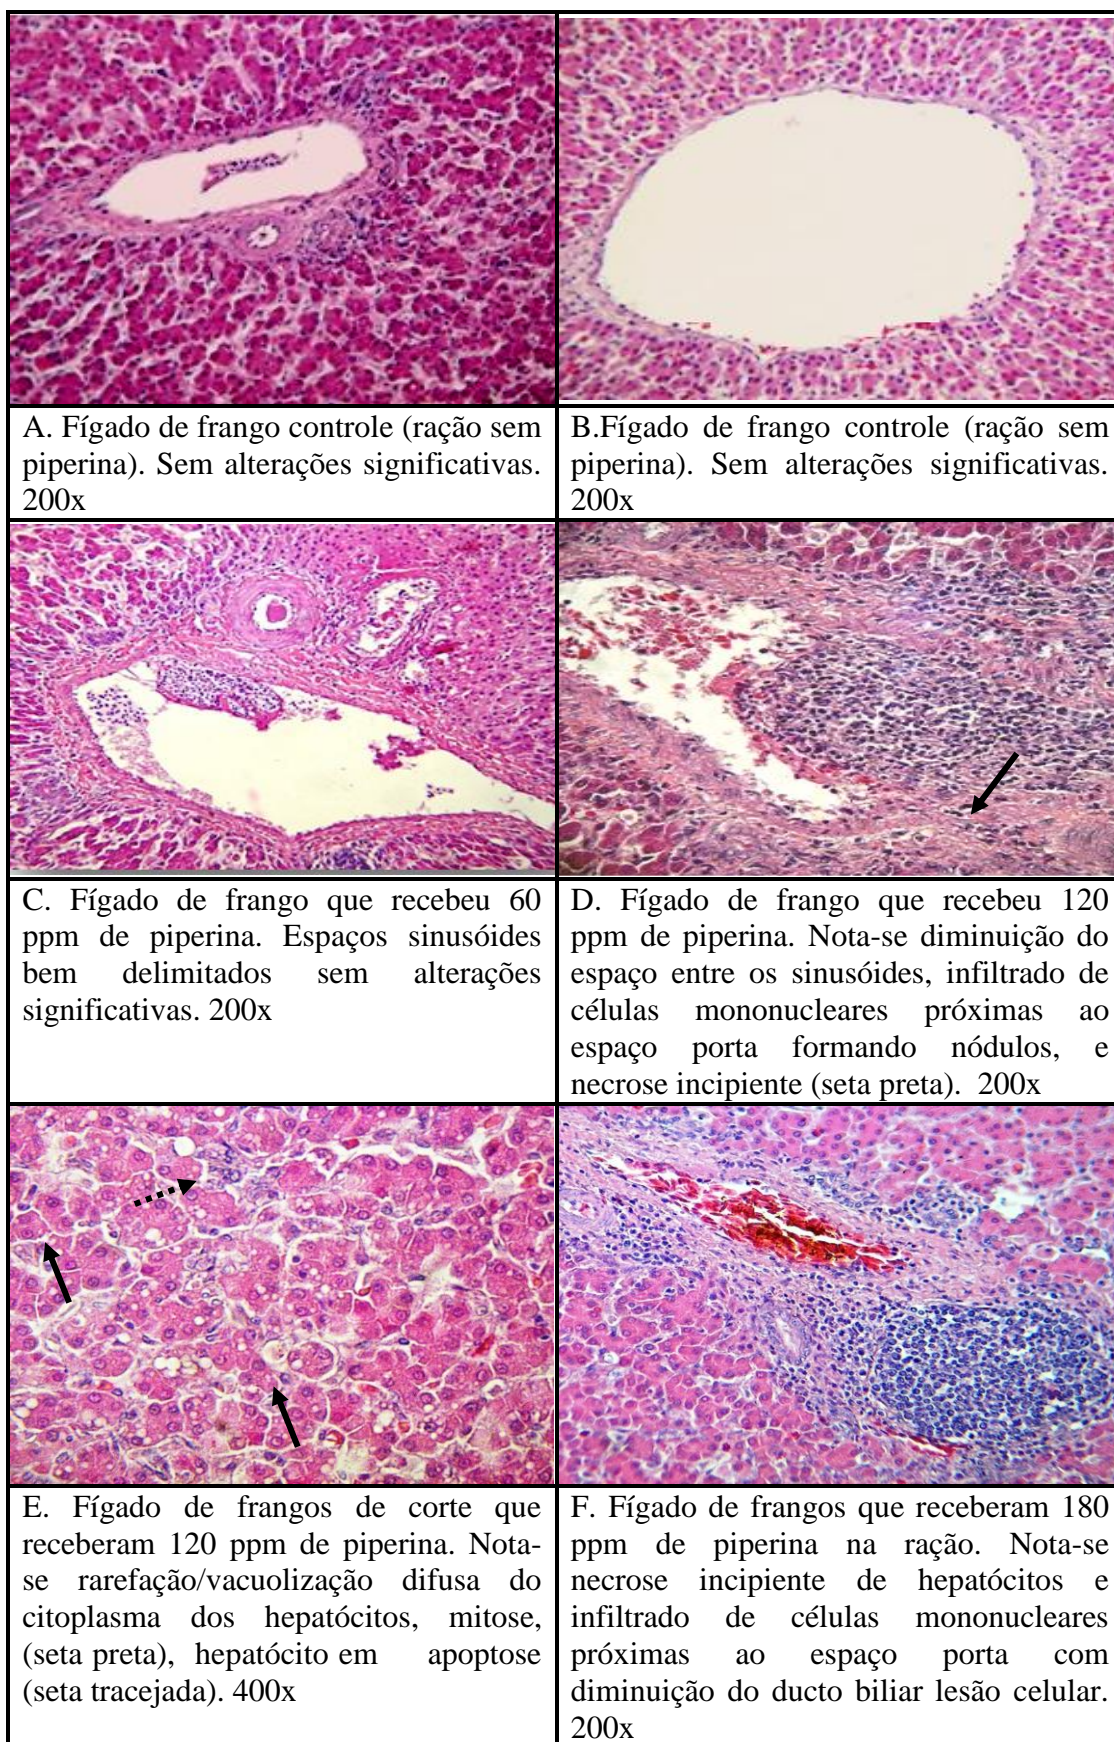 A. Fígado de frango controle (ração sem
piperina). Sem alterações significativas.
200x
B.Fígado de frango controle (ração sem
piperina). Sem alterações significativas.
200x
C. Fígado de frango que recebeu 60
ppm de piperina. Espaços sinusóides
bem delimitados sem alterações
significativas. 200x
D. Fígado de frango que recebeu 120
ppm de piperina. Nota-se diminuição do
espaço entre os sinusóides, infiltrado de
células mononucleares próximas ao
espaço porta formando nódulos, e
necrose incipiente (seta preta). 200x
E. Fígado de frangos de corte que
receberam 120 ppm de piperina. Nota-
se rarefação/vacuolização difusa do
citoplasma dos hepatócitos, mitose,
(seta preta), hepatócito em apoptose
(seta tracejada). 400x
F. Fígado de frangos que receberam 180
ppm de piperina na ração. Nota-se
necrose incipiente de hepatócitos e
infiltrado de células mononucleares
próximas ao espaço porta com
diminuição do ducto biliar lesão celular.
200x